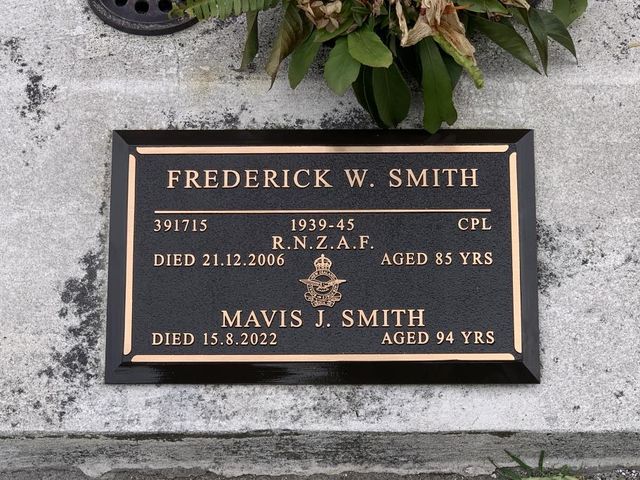 FREDERICK W. SMITH
391715 1939-45 CPL
R.N.Z.A.F.
DIED 21.12.2006 AGED 85 YRS
MAVIS J. SMITH
DIED 15.8.2022 AGED 94 YRS